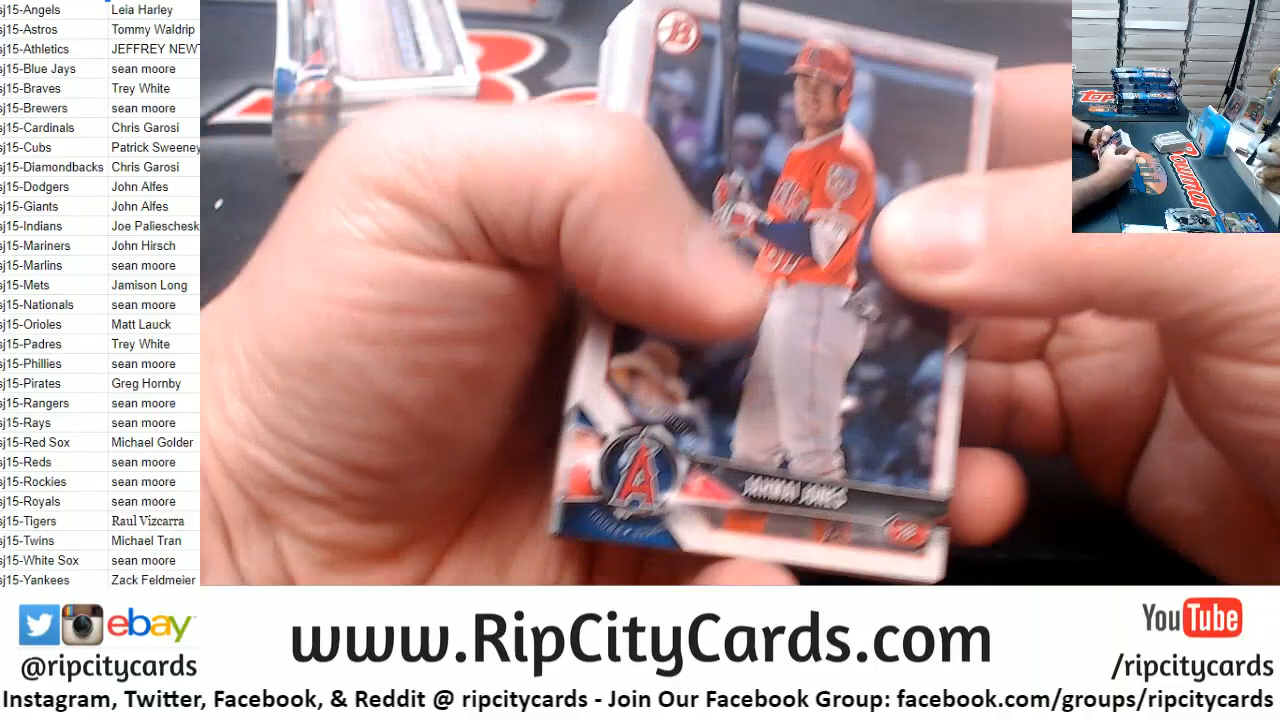 sj15-Angels Leia Harley
sj15-Astros Tommy Waldrip
sj15-Athletics JEFFREY NEWT
sj15-Blue Jays sean moore
sj15-Braves Trey White
sj15-Brewers sean moore
sj15-Cardinals Chris Garosi
sj15-Cubs Patrick Sweeney
sj15-Diamondbacks Chris Garosi
sj15-Dodgers John Alfes
sj15-Giants John Alfes
sj15-Indians Joe Palieschesk
sj15-Mariners John Hirsch
sj15-Marlins sean moore
sj15-Mets Jamison Long
sj15-Nationals sean moore
sj15-Orioles Matt Lauck
sj15-Padres Trey White
sj15-Phillies sean moore
sj15-Pirates Greg Hornby
sj15-Rangers sean moore
sj15-Rays sean moore
sj15-Red Sox Michael Golder
sj15-Reds sean moore
sj15-Rockies sean moore
sj15-Royals sean moore
sj15-Tigers Raul Vizcarra
sj15-Twins Michael Tran
sj15-White Sox sean moore
sj15-Yankees Zack Feldmeier
B
A
JAHMAI JONES
Topps
Bowman
ebay
@ripcitycards
www.RipCityCards.com
YouTube
/ripcitycards
Instagram, Twitter, Facebook, & Reddit @ ripcitycards - Join Our Facebook Group: facebook.com/groups/ripcitycards